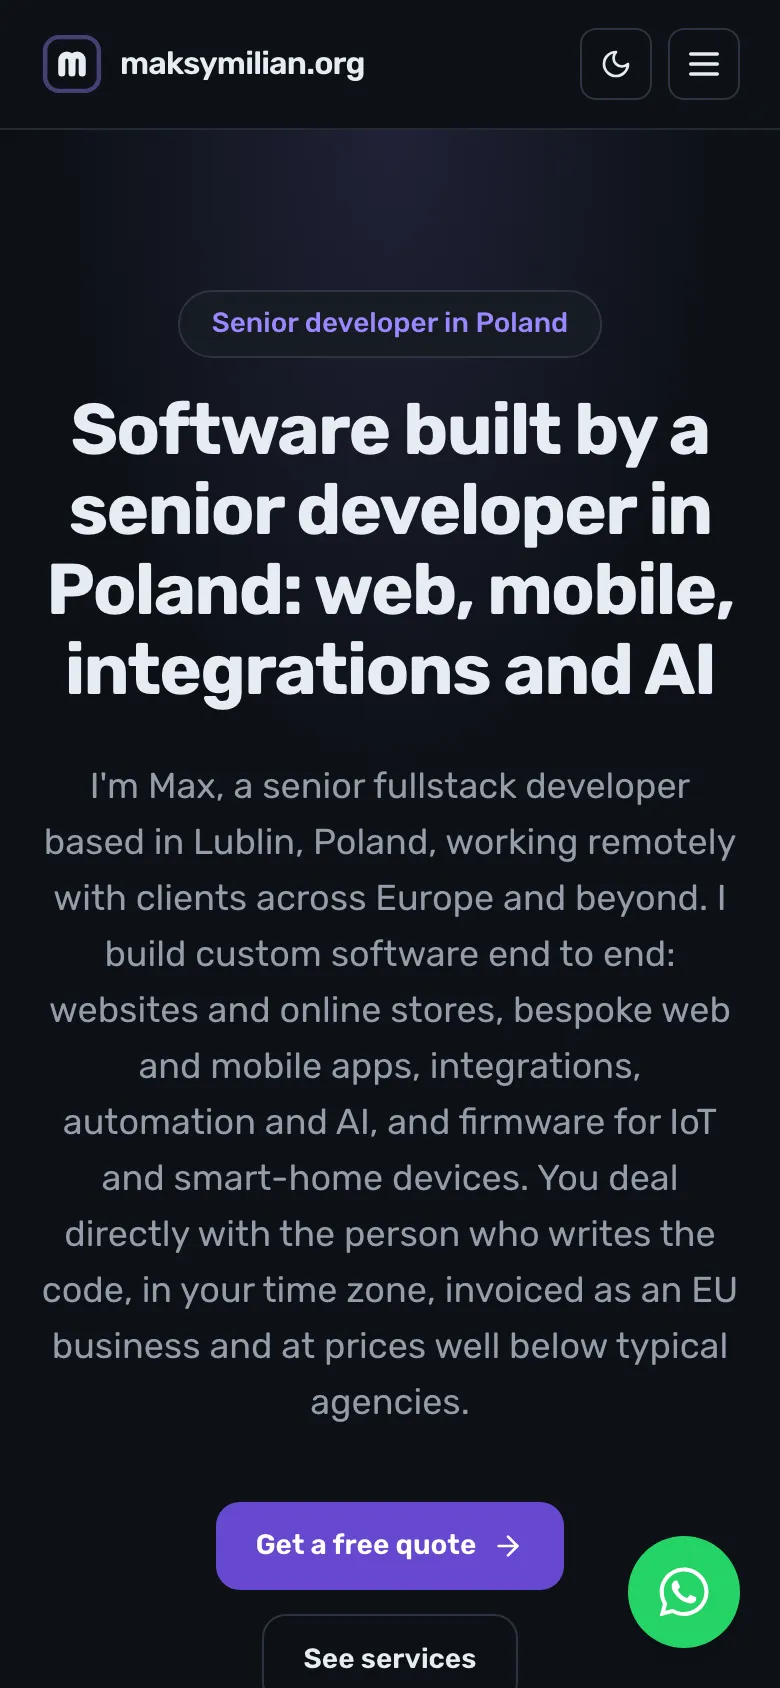 m maksymilian.org
Senior developer in Poland
Software built by a
senior developer in
Poland: web, mobile,
integrations and AI
I'm Max, a senior fullstack developer
based in Lublin, Poland, working remotely
with clients across Europe and beyond. I
build custom software end to end:
websites and online stores, bespoke web
and mobile apps, integrations,
automation and AI, and firmware for IoT
and smart-home devices. You deal
directly with the person who writes the
code, in your time zone, invoiced as an EU
business and at prices well below typical
agencies.
Get a free quote →
See services